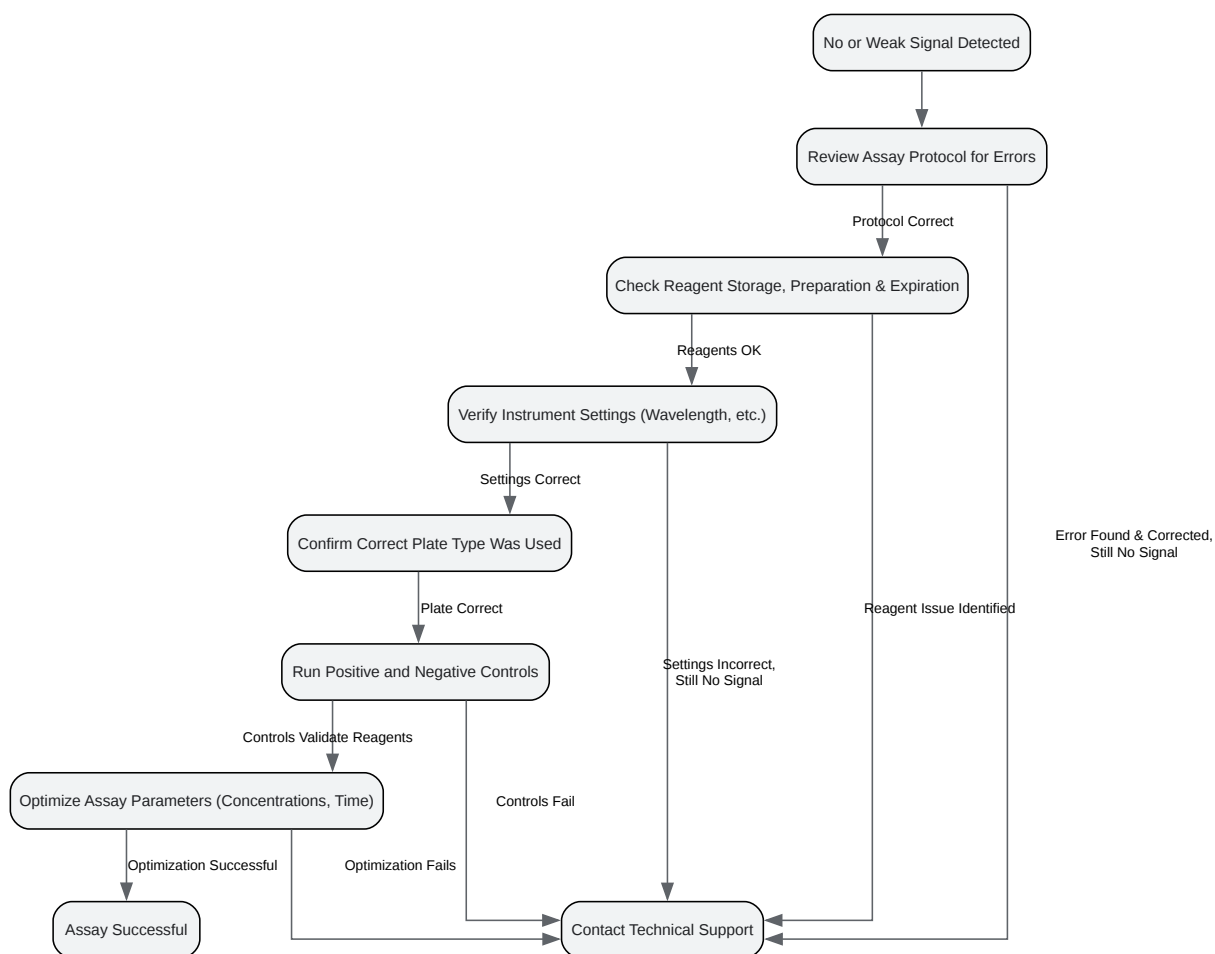 No or Weak Signal Detected
Review Assay Protocol for Errors
Protocol Correct
Check Reagent Storage, Preparation & Expiration
Reagents OK
Verify Instrument Settings (Wavelength, etc.)
Settings Correct
Confirm Correct Plate Type Was Used
Error Found & Corrected,
Still No Signal
Plate Correct
Reagent Issue Identified
Run Positive and Negative Controls
Settings Incorrect,
Still No Signal
Controls Validate Reagents
Optimize Assay Parameters (Concentrations, Time)
Controls Fail
Optimization Successful
Optimization Fails
Assay Successful
Contact Technical Support